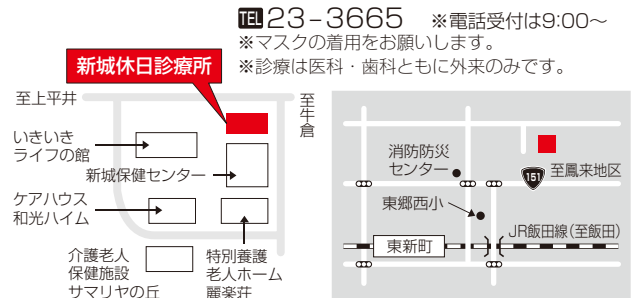 TEL 23-3665 ※電話受付は9:00～
※マスクの着用をお願いします。
※診療は医科・歯科ともに外来のみです。
新城休日診療所
至上平井
至牛倉
いきいき
ライフの館
新城保健センター
ケアハウス
和光ハイム
介護老人
保健施設
サマリヤの丘
特別養護
老人ホーム
麗楽荘
消防防災
センター
151
至鳳来地区
東郷西小
JR飯田線(至飯田)
東新町